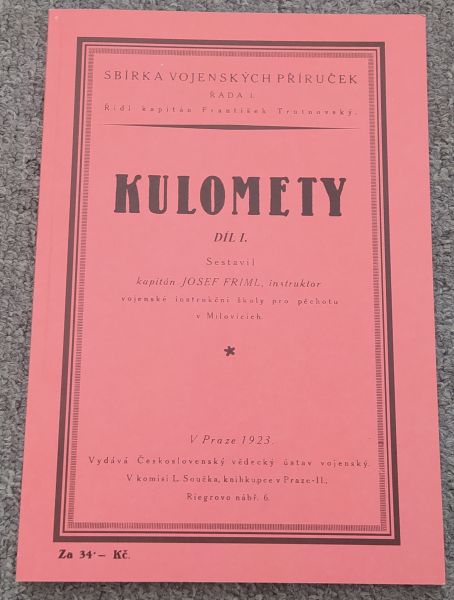 SBÍRKA VOJENSKÝCH PŘÍRUČEK
ŘADA I.
Řídí kapitán František Trutnovský.
KULOMETY
DÍL I.
Sestavil
kapitán JOSEF FRIML, instruktor
vojenské instrukční školy pro pěchotu
v Milovicích.
*
V Praze 1923.
Vydává Československý vědecký ústav vojenský.
V komisi L. Součka, knihkupce v Praze-II.,
Riegrovo nábř. 6.
Za 34·— Kč.